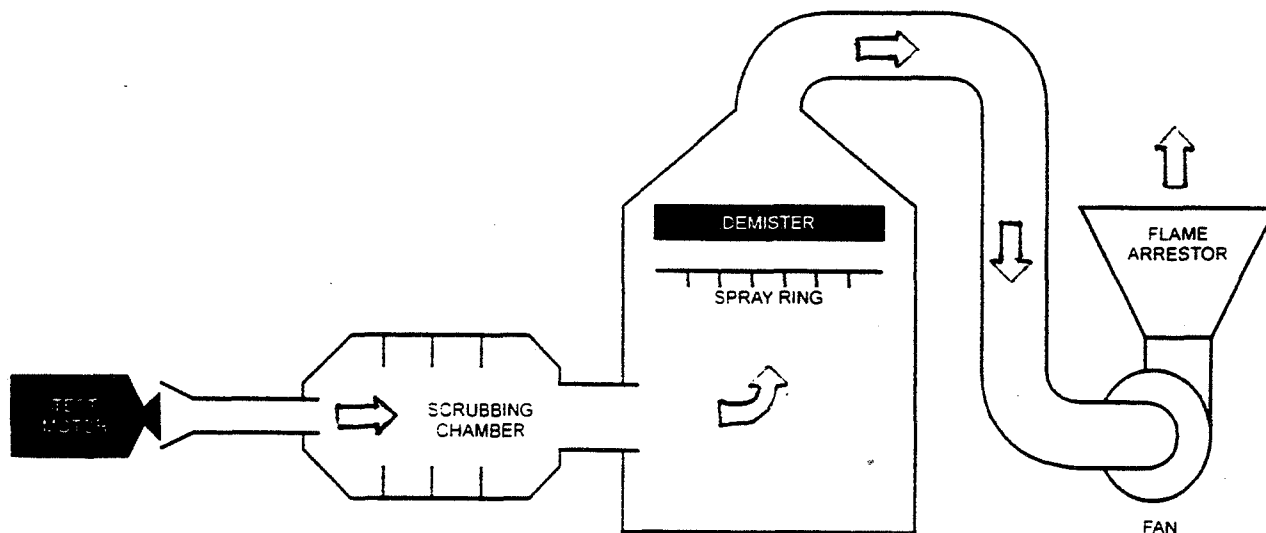 DEMISTER
SPRAY RING
FLAME
ARRESTOR
TEST
MOTOR
SCRUBBING
CHAMBER
FAN